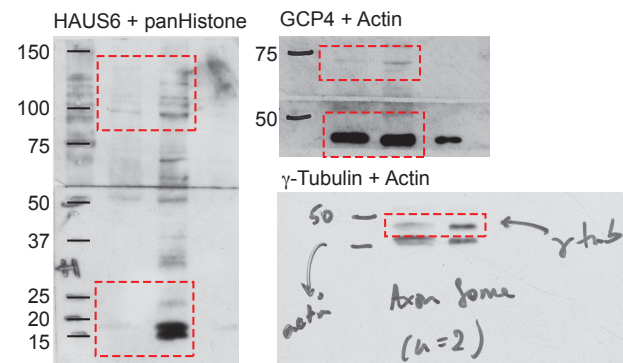 HAUS6 + panHistone
150
100
75
50
37
25
20
15
GCP4 + Actin
75
50
γ-Tubulin + Actin
50
γ tub
actin
Axon Soma
(n=2)